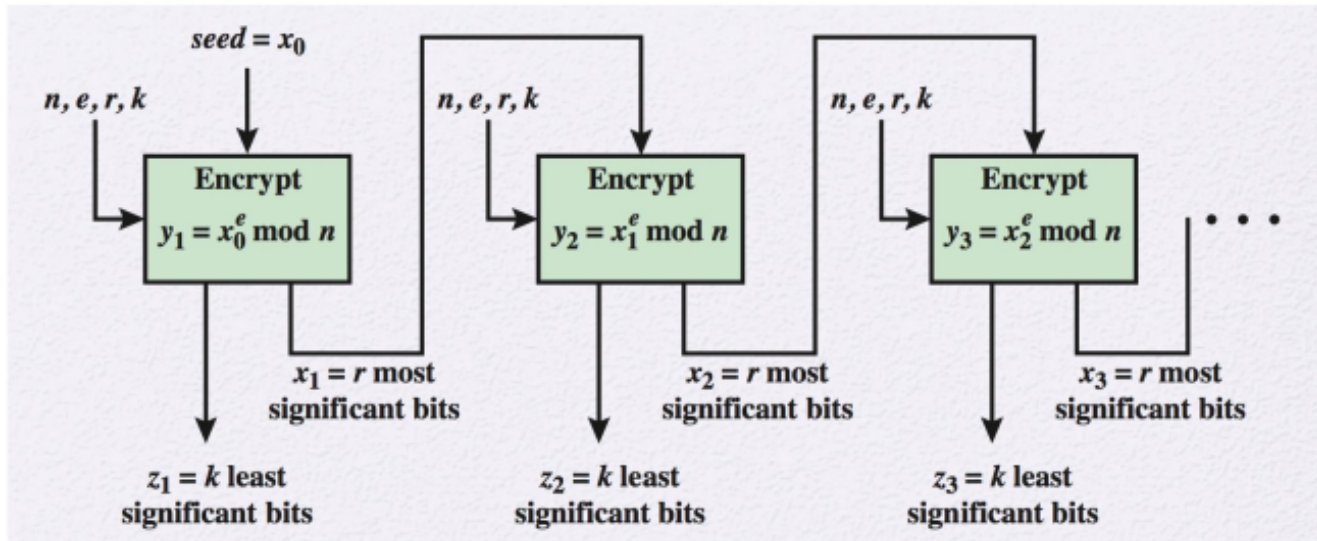 seed = x₀
n, e, r, k
n, e, r, k
n, e, r, k
Encrypt
y₁ = x₀ᵉ mod n
Encrypt
y₂ = x₁ᵉ mod n
Encrypt
y₃ = x₂ᵉ mod n
• • •
x₁ = r most
significant bits
x₂ = r most
significant bits
x₃ = r most
significant bits
z₁ = k least
significant bits
z₂ = k least
significant bits
z₃ = k least
significant bits